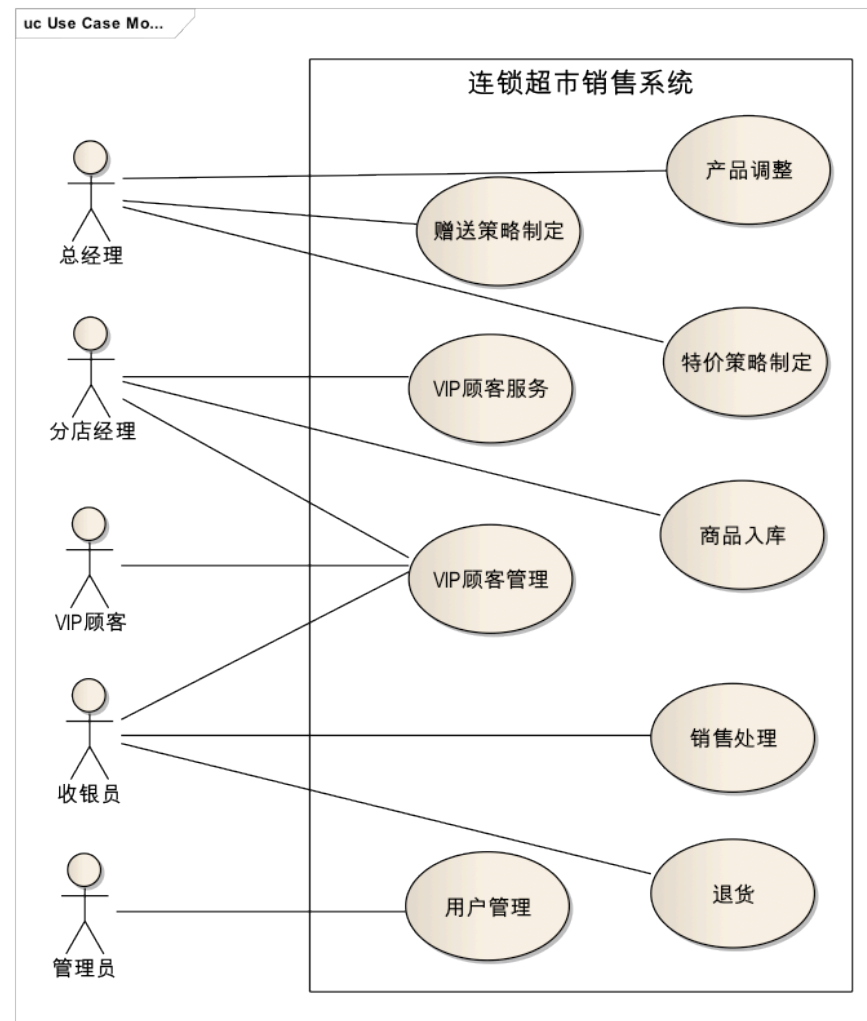 uc Use Case Mo...
连锁超市销售系统
产品调整
赠送策略制定
总经理
特价策略制定
VIP顾客服务
分店经理
商品入库
VIP顾客管理
VIP顾客
销售处理
收银员
退货
用户管理
管理员